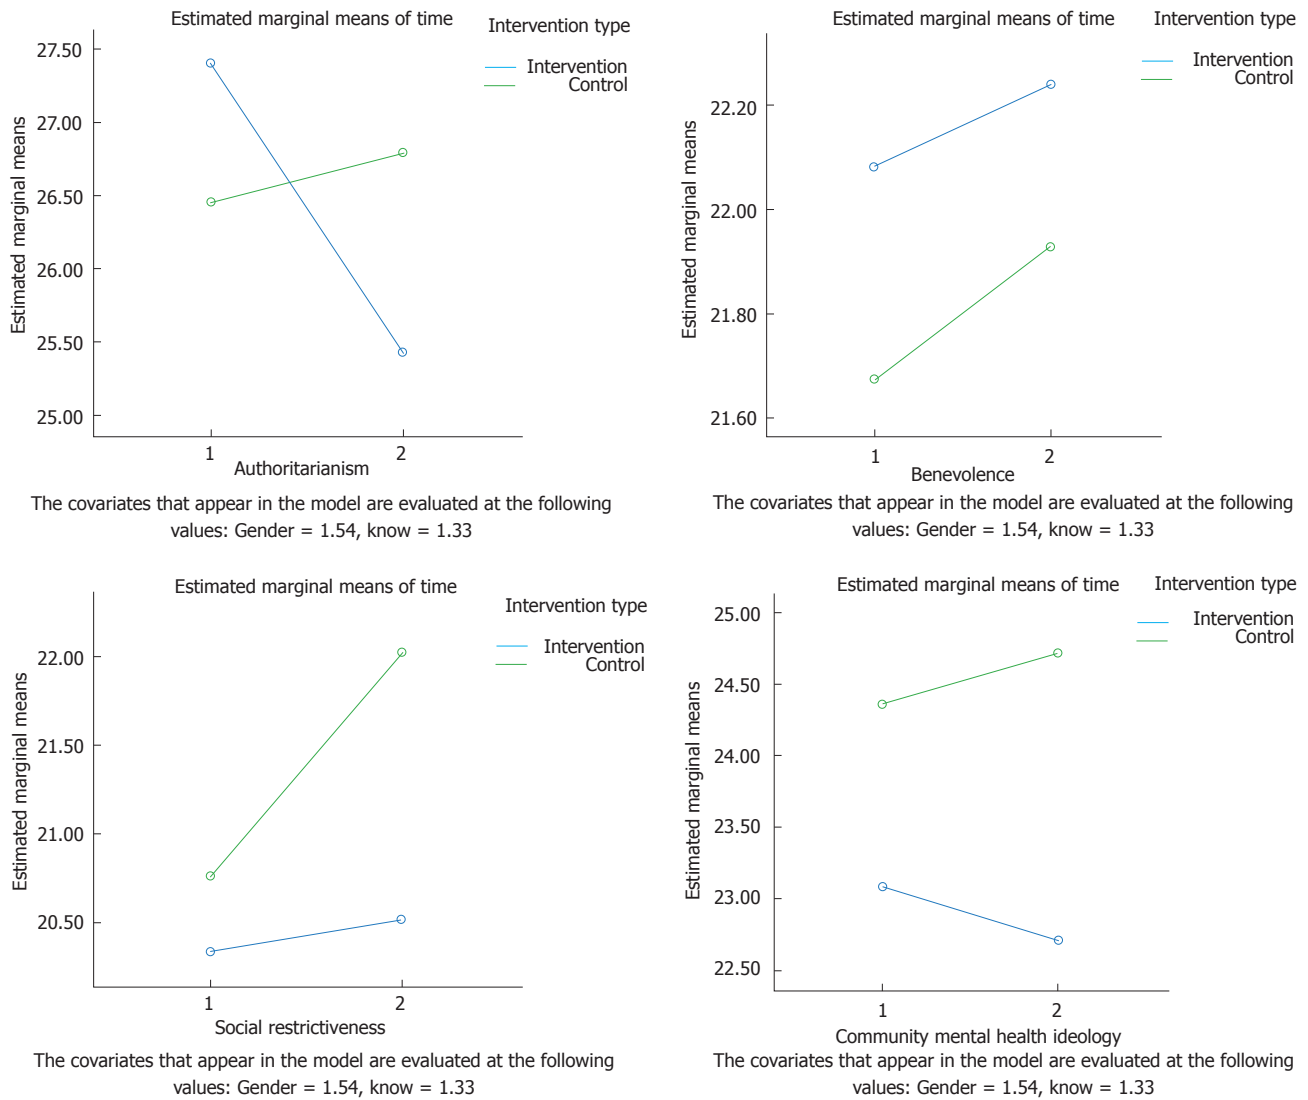 Estimated marginal means of time
Intervention type
Intervention
Control
Estimated marginal means
27.50
27.00
26.50
26.00
25.50
25.00
1
2
Authoritarianism
The covariates that appear in the model are evaluated at the following
values: Gender = 1.54, know = 1.33
Estimated marginal means of time
Intervention type
Intervention
Control
Estimated marginal means
22.20
22.00
21.80
21.60
1
2
Benevolence
The covariates that appear in the model are evaluated at the following
values: Gender = 1.54, know = 1.33
Estimated marginal means of time
Intervention type
Intervention
Control
Estimated marginal means
22.00
21.50
21.00
20.50
1
2
Social restrictiveness
The covariates that appear in the model are evaluated at the following
values: Gender = 1.54, know = 1.33
Estimated marginal means of time
Intervention type
Intervention
Control
Estimated marginal means
25.00
24.50
24.00
23.50
23.00
22.50
1
2
Community mental health ideology
The covariates that appear in the model are evaluated at the following
values: Gender = 1.54, know = 1.33